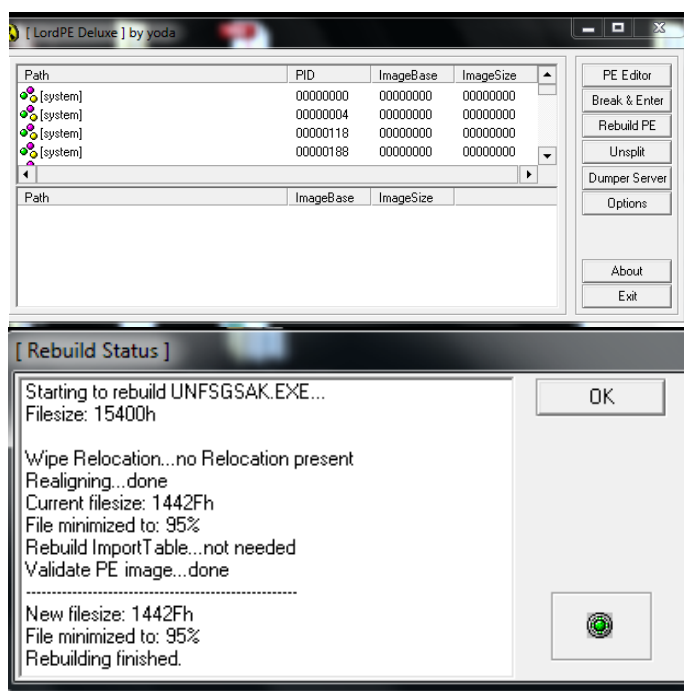 [ LordPE Deluxe ] by yoda
Path PID ImageBase ImageSize
[system] 00000000 00000000 00000000
[system] 00000004 00000000 00000000
[system] 00000118 00000000 00000000
[system] 00000188 00000000 00000000
Path ImageBase ImageSize
PE Editor
Break & Enter
Rebuild PE
Unsplit
Dumper Server
Options
About
Exit
[ Rebuild Status ]
Starting to rebuild UNFSGSAK.EXE...
Filesize: 15400h
Wipe Relocation...no Relocation present
Realigning...done
Current filesize: 1442Fh
File minimized to: 95%
Rebuild ImportTable...not needed
Validate PE image...done
----------------------------------------------------
New filesize: 1442Fh
File minimized to: 95%
Rebuilding finished.
OK